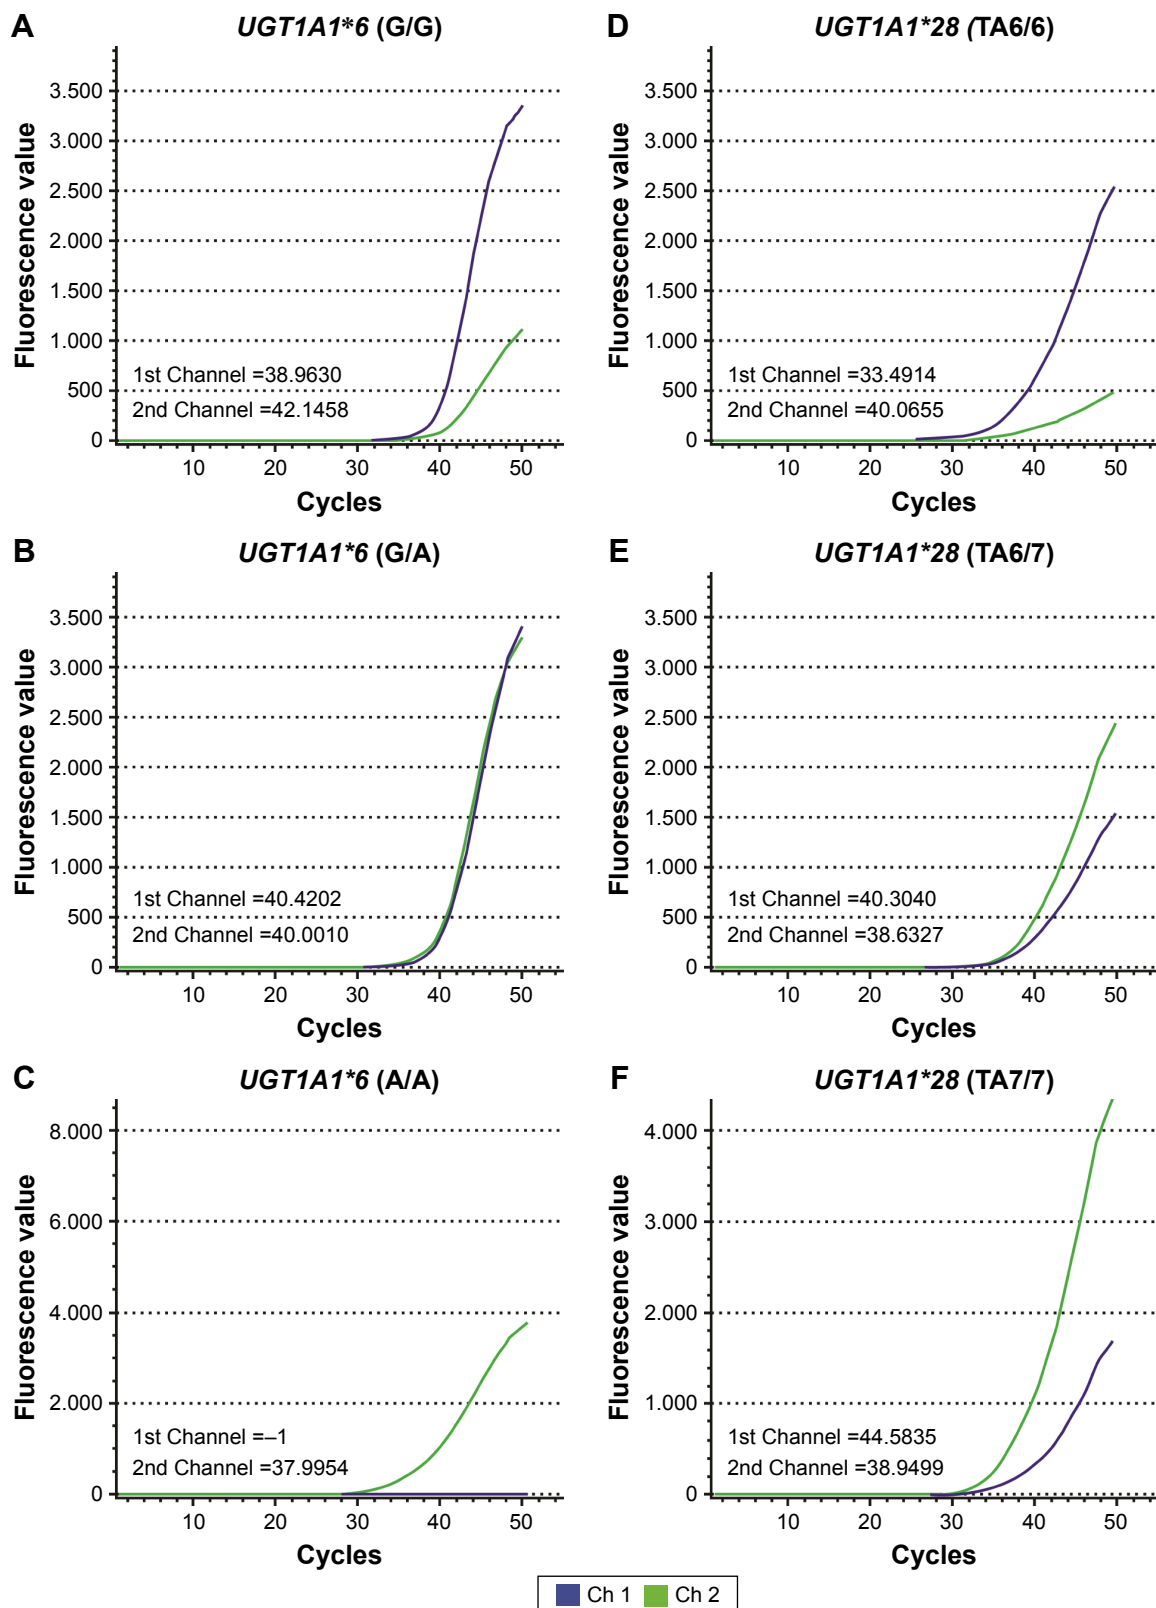 A
UGT1A1*6 (G/G)
Fluorescence value
3.500
3.000
2.500
2.000
1.500
1.000
500
0
1st Channel =38.9630
2nd Channel =42.1458
10 20 30 40 50
Cycles
D
UGT1A1*28 (TA6/6)
Fluorescence value
3.500
3.000
2.500
2.000
1.500
1.000
500
0
1st Channel =33.4914
2nd Channel =40.0655
10 20 30 40 50
Cycles
B
UGT1A1*6 (G/A)
Fluorescence value
3.500
3.000
2.500
2.000
1.500
1.000
500
0
1st Channel =40.4202
2nd Channel =40.0010
10 20 30 40 50
Cycles
E
UGT1A1*28 (TA6/7)
Fluorescence value
3.500
3.000
2.500
2.000
1.500
1.000
500
0
1st Channel =40.3040
2nd Channel =38.6327
10 20 30 40 50
Cycles
C
UGT1A1*6 (A/A)
Fluorescence value
8.000
6.000
4.000
2.000
0
1st Channel =–1
2nd Channel =37.9954
10 20 30 40 50
Cycles
F
UGT1A1*28 (TA7/7)
Fluorescence value
4.000
3.000
2.000
1.000
0
1st Channel =44.5835
2nd Channel =38.9499
10 20 30 40 50
Cycles
Ch 1 Ch 2